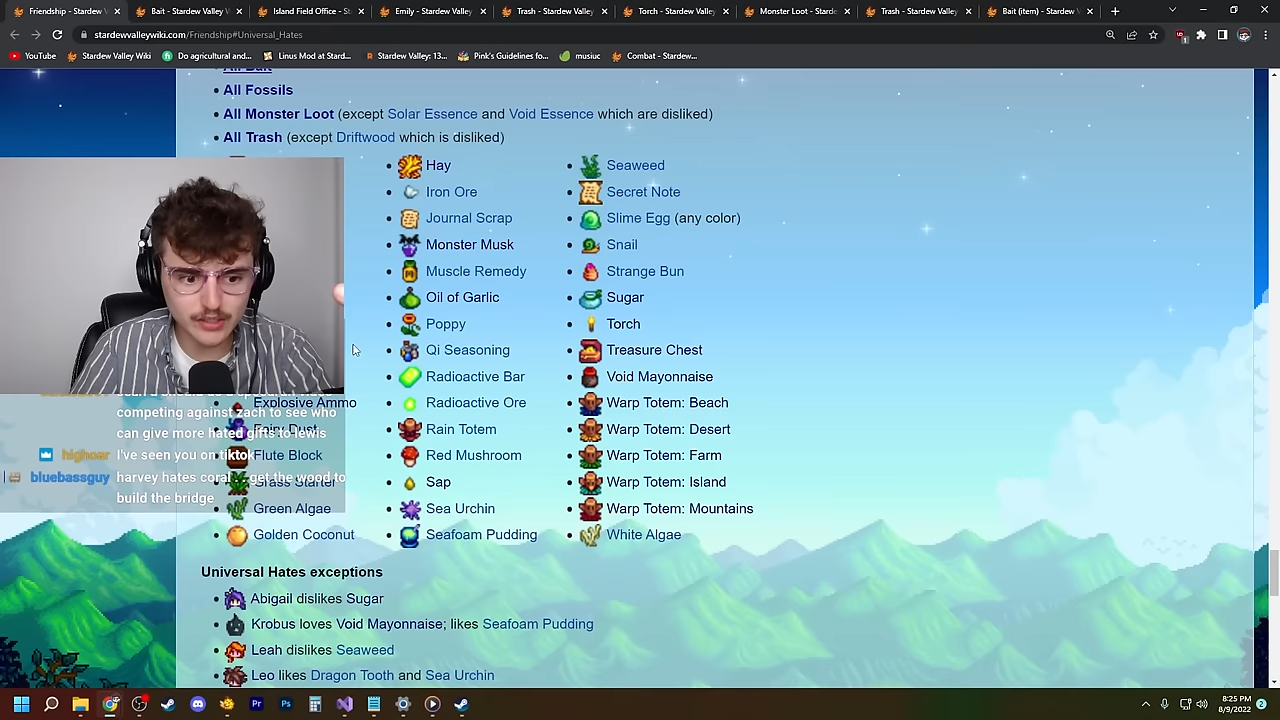 Friendship - Stardew V
Bait - Stardew Valley V
Island Field Office - St
Emily - Stardew Valley
Trash - Stardew Valley
Torch - Stardew Valley
Monster Loot - Stardew
Trash - Stardew Valley
Bait (item) - Stardew V
stardewvalleywiki.com/Friendship#Universal_Hates
YouTube
Stardew Valley Wiki
Do agricultural and...
Linus Mod at Stard...
Stardew Valley: 13...
Pink's Guidelines fo...
musiuc
Combat - Stardew...
All Bait
All Fossils
All Monster Loot (except Solar Essence and Void Essence which are disliked)
All Trash (except Driftwood which is disliked)
Explosive Ammo
Fairy Dust
Flute Block
Grass Starter
Green Algae
Golden Coconut
Hay
Iron Ore
Journal Scrap
Monster Musk
Muscle Remedy
Oil of Garlic
Poppy
Qi Seasoning
Radioactive Bar
Radioactive Ore
Rain Totem
Red Mushroom
Sap
Sea Urchin
Seafoam Pudding
Seaweed
Secret Note
Slime Egg (any color)
Snail
Strange Bun
Sugar
Torch
Treasure Chest
Void Mayonnaise
Warp Totem: Beach
Warp Totem: Desert
Warp Totem: Farm
Warp Totem: Island
Warp Totem: Mountains
White Algae
competing against zach to see who
can give more hated gifts to lewis
highoar I've seen you on tiktok
bluebassguy harvey hates coral get the wood to
build the bridge
Universal Hates exceptions
Abigail dislikes Sugar
Krobus loves Void Mayonnaise; likes Seafoam Pudding
Leah dislikes Seaweed
Leo likes Dragon Tooth and Sea Urchin
8:25 PM
8/9/2022